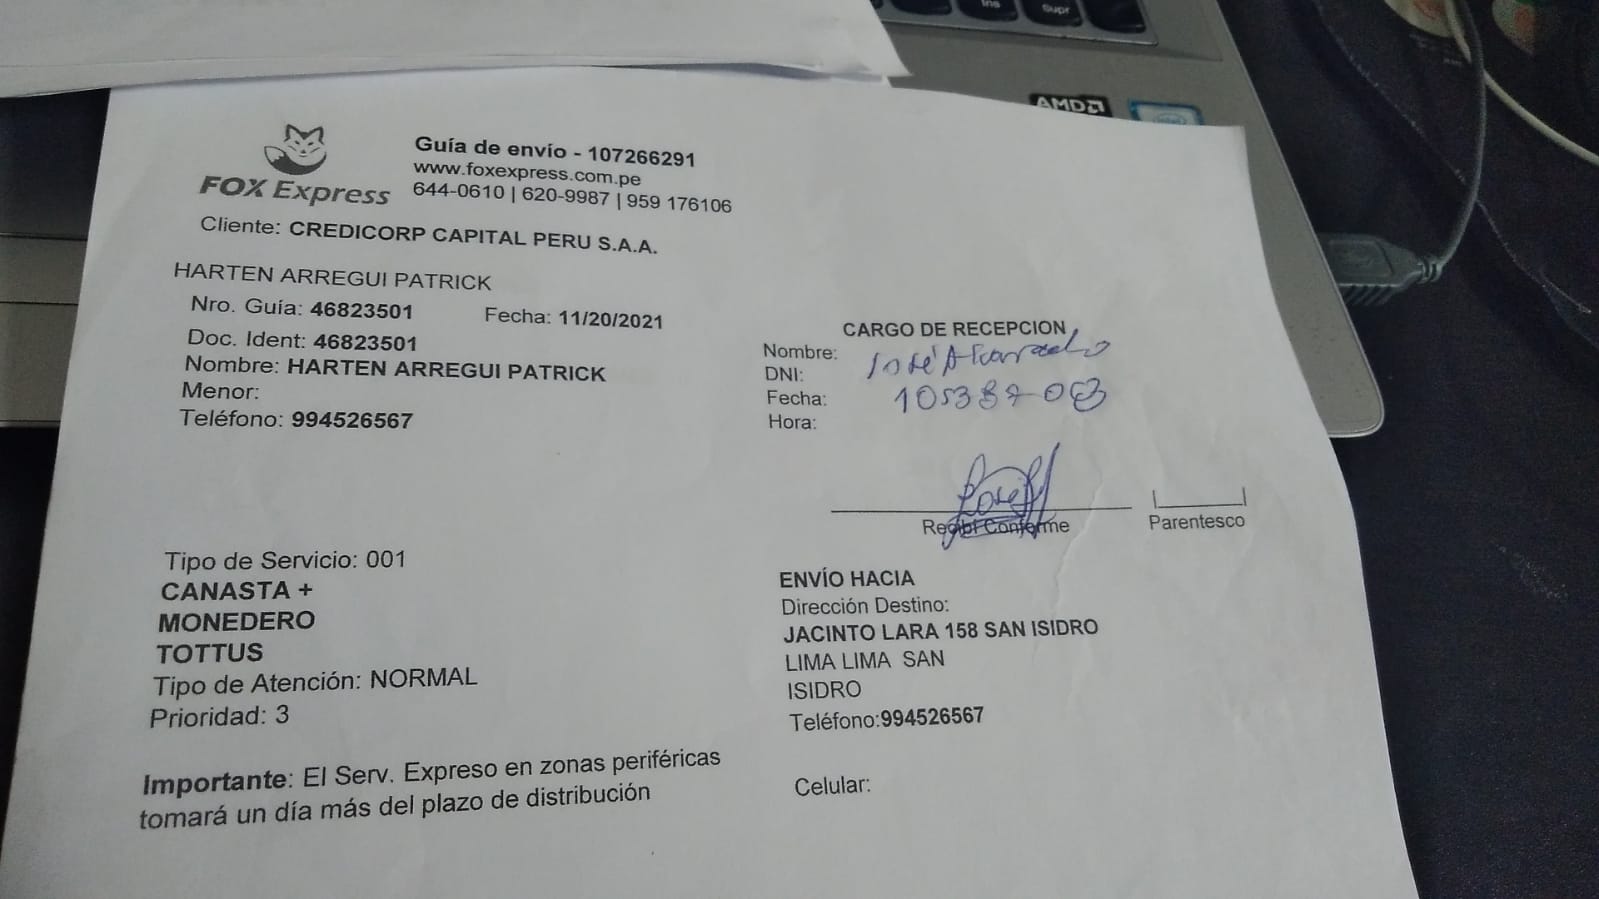 Ins
Supr
AMD
FOX Express
Guía de envío - 107266291
www.foxexpress.com.pe
644-0610 | 620-9987 | 959 176106
Cliente: CREDICORP CAPITAL PERU S.A.A.
HARTEN ARREGUI PATRICK
Nro. Guía: 46823501 Fecha: 11/20/2021
Doc. Ident: 46823501
Nombre: HARTEN ARREGUI PATRICK
Menor:
Teléfono: 994526567
CARGO DE RECEPCION
Nombre: José
DNI:
Fecha:
Hora:
Recibí Conforme
Parentesco
Tipo de Servicio: 001
CANASTA +
MONEDERO
TOTTUS
Tipo de Atención: NORMAL
Prioridad: 3
Importante: El Serv. Expreso en zonas periféricas
tomará un día más del plazo de distribución
ENVÍO HACIA
Dirección Destino:
JACINTO LARA 158 SAN ISIDRO
LIMA LIMA SAN
ISIDRO
Teléfono:994526567
Celular: